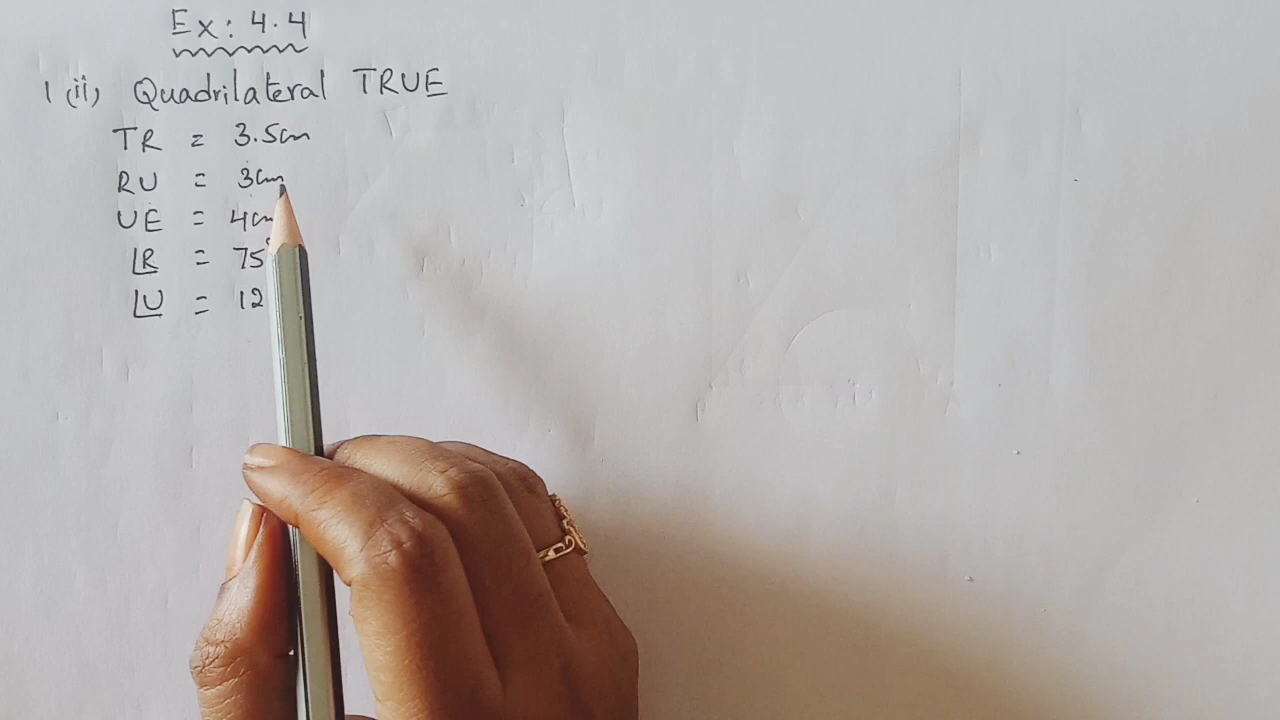 Ex: 4.4
1 (ii) Quadrilateral TRUE
TR = 3.5cm
RU = 3cm
UE = 4cm
∠R = 75°
∠U = 12